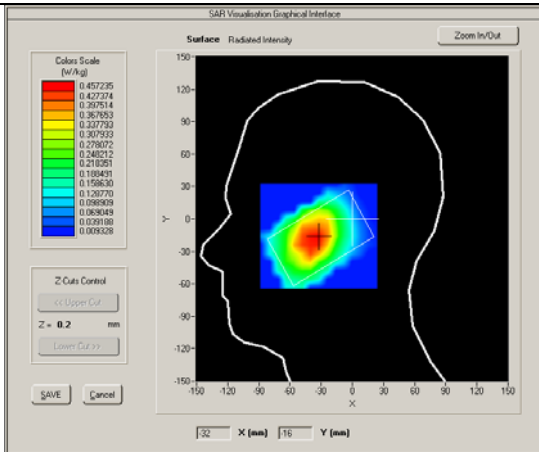 SAR Visualisation Graphical Interface
Surface Radiated Intensity
Zoom In/Out
Colors Scale
(W/kg)
0.457235
0.427374
0.397514
0.367653
0.337793
0.307933
0.278072
0.248212
0.218351
0.188491
0.158630
0.128770
0.098909
0.069049
0.039188
0.009328
Z-Cuts Control
<< Upper Cut
Z = 0.2 mm
Lower Cut >>
SAVE Cancel
150
120
90
60
30
0
-30
-60
-90
-120
-150
Y
-150 -120 -90 -60 -30 0 30 60 90 120 150
X
-32 X (mm) -16 Y (mm)